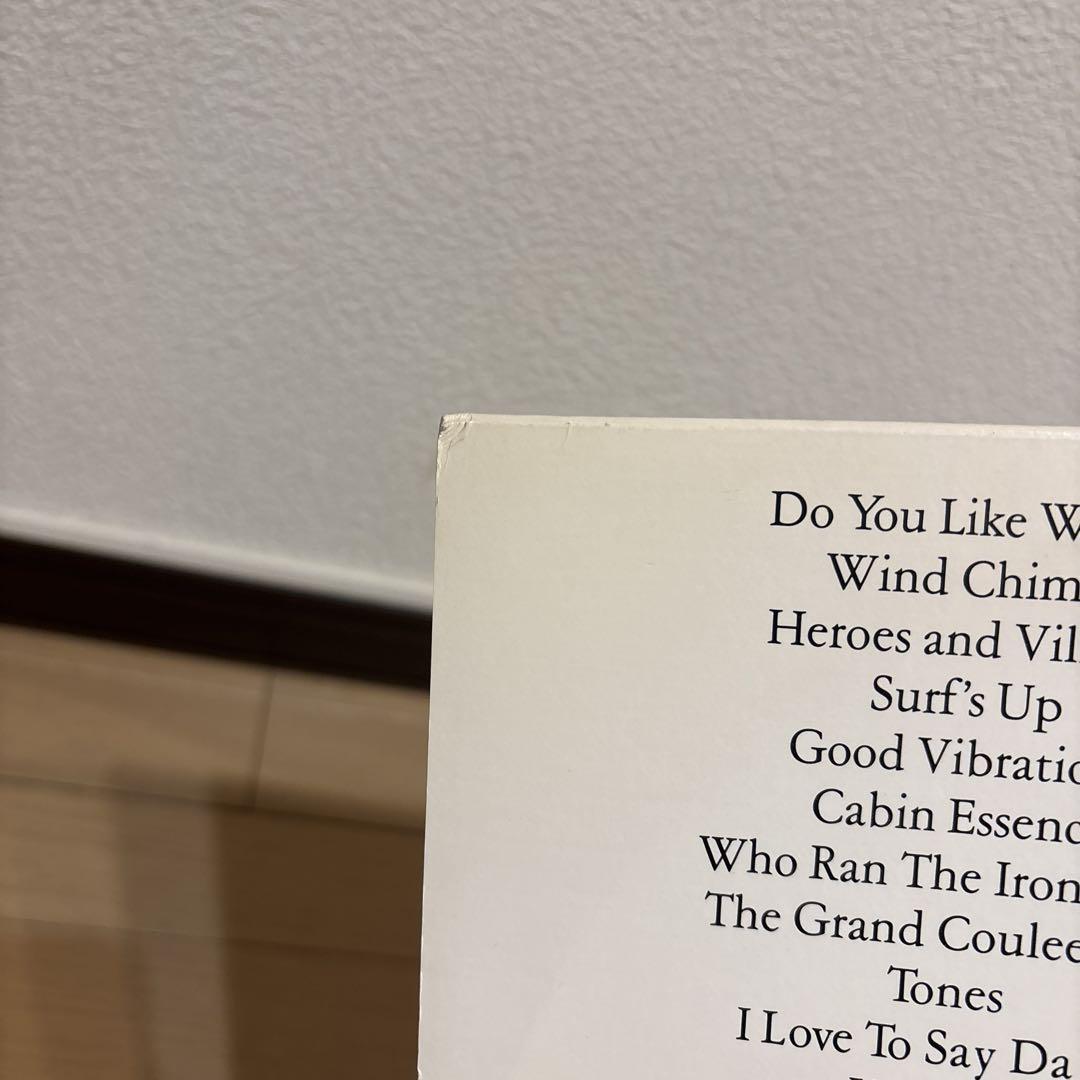 Do You Like
Wind Chim
Heroes and Vil
Surf's Up
Good Vibratio
Cabin Essenc
Who Ran The Iron
The Grand Coulee
Tones
I Love To Say Da